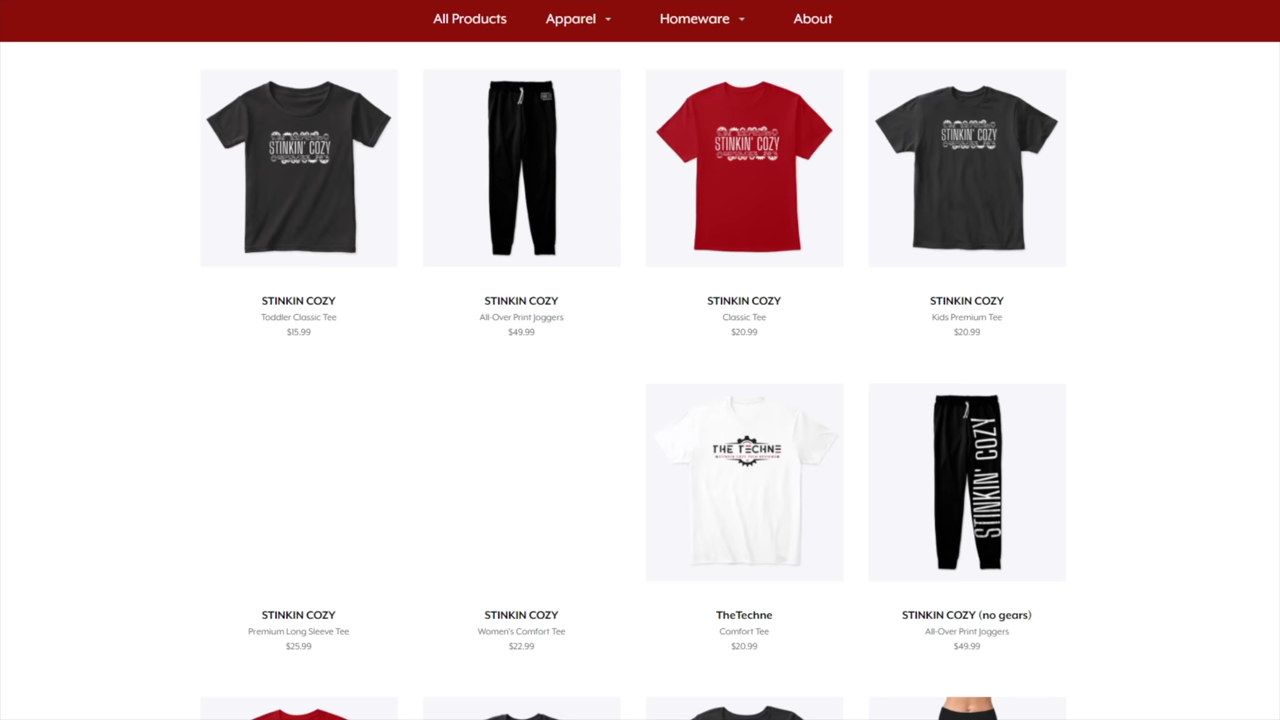 All Products Apparel Homeware About
STINKIN' COZY
STINKIN' COZY
STINKIN' COZY
STINKIN COZY
Toddler Classic Tee
$15.99
STINKIN COZY
All-Over Print Joggers
$49.99
STINKIN COZY
Classic Tee
$20.99
STINKIN COZY
Kids Premium Tee
$20.99
THE TECHNE
STINKIN' COZY
STINKIN COZY
Premium Long Sleeve Tee
$25.99
STINKIN COZY
Women's Comfort Tee
$22.99
TheTechne
Comfort Tee
$20.99
STINKIN COZY (no gears)
All-Over Print Joggers
$49.99